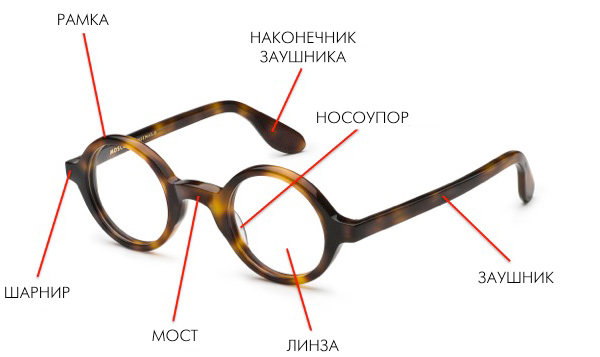 РАМКА
НАКОНЕЧНИК
ЗАУШНИКА
НОСОУПОР
ШАРНИР
МОСТ
ЛИНЗА
ЗАУШНИК